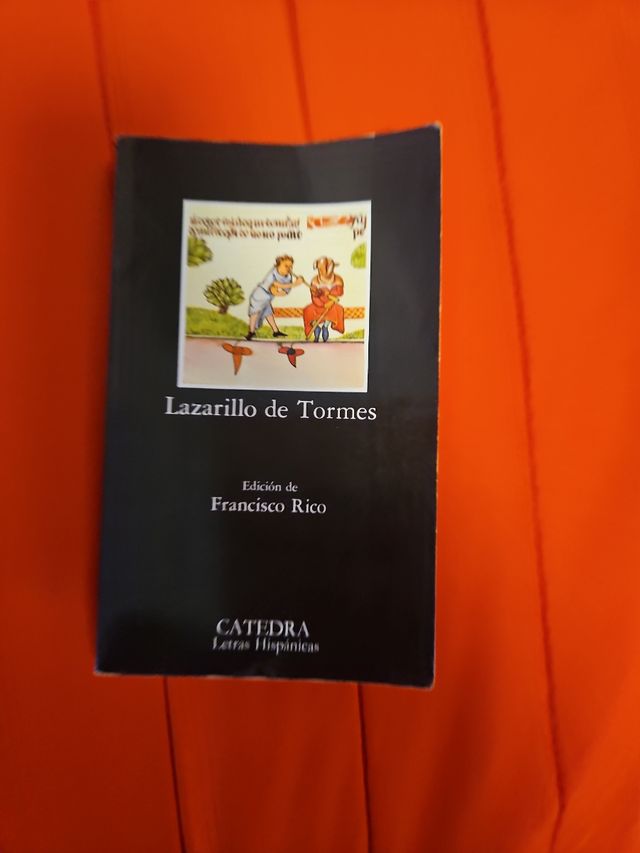 Lazarillo de Tormes
Edición de
Francisco Rico
CATEDRA
Letras Hispánicas